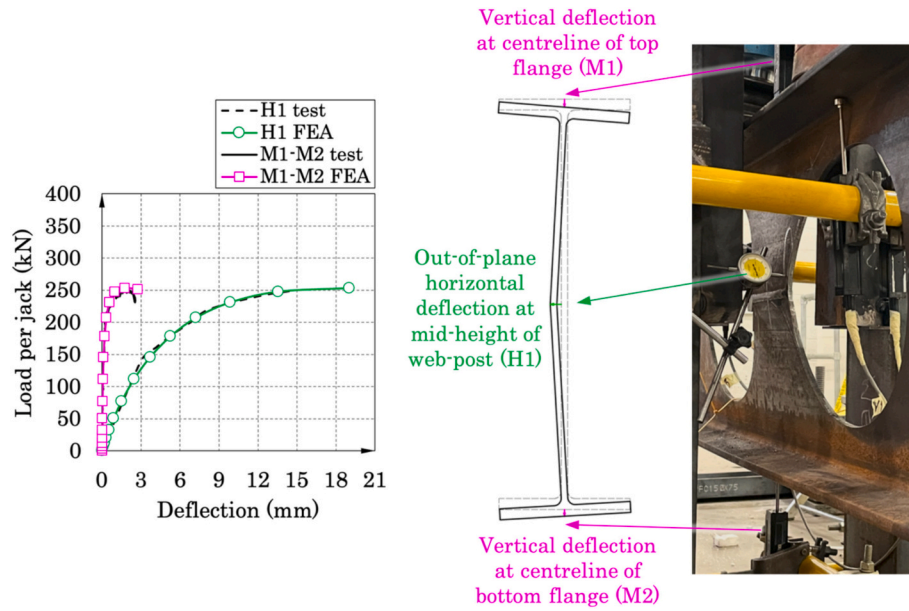 Vertical deflection
at centreline of top
flange (M1)
H1 test
H1 FEA
M1-M2 test
M1-M2 FEA
Load per jack (kN)
400
350
300
250
200
150
100
50
0
0 3 6 9 12 15 18 21
Deflection (mm)
Out-of-plane
horizontal
deflection at
mid-height of
web-post (H1)
Vertical deflection
at centreline of
bottom flange (M2)